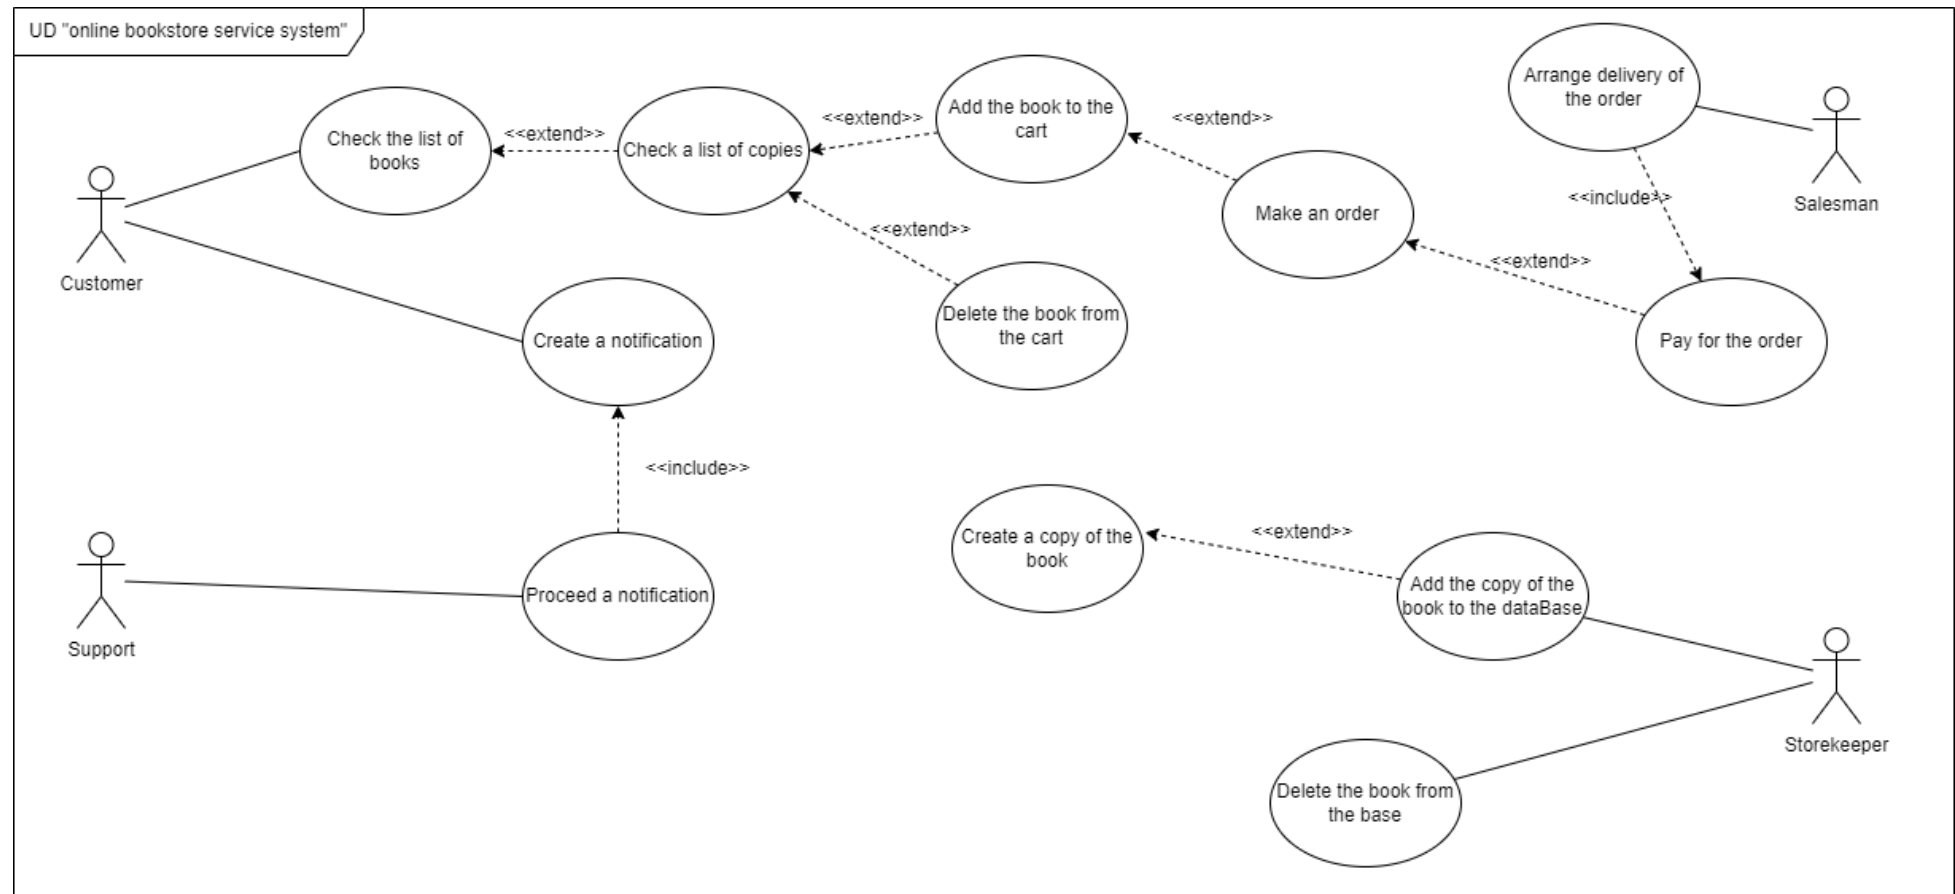 UD "online bookstore service system"
Arrange delivery of
the order
Add the book to the
cart
<<extend>>
<<extend>>
<<extend>>
Check the list of
books
Check a list of copies
<<include>>
Salesman
Make an order
<<extend>>
<<extend>>
Customer
Delete the book from
the cart
Create a notification
Pay for the order
<<include>>
Create a copy of the
book
<<extend>>
Add the copy of the
book to the dataBase
Proceed a notification
Support
Storekeeper
Delete the book from
the base